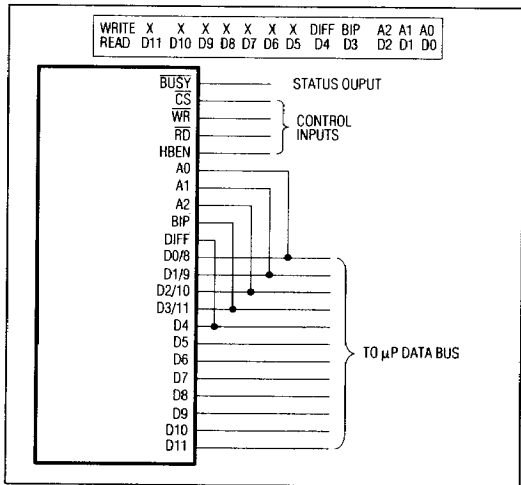 WRITE X X X X X X X DIFF BIP A2 A1 A0
READ D11 D10 D9 D8 D7 D6 D5 D4 D3 D2 D1 D0
BUSY STATUS OUPUT
CS
WR
RD
HBEN
CONTROL
INPUTS
A0
A1
A2
BIP
DIFF
D0/8
D1/9
D2/10
D3/11
D4
D5
D6
D7
D8
D9
D10
D11
TO µP DATA BUS